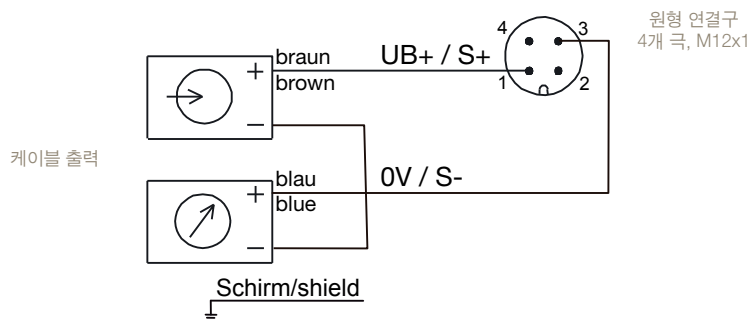 원형 연결구
4개 극, M12x1
4
3
braun
UB+ / S+
+
brown
1
2
−
케이블 출력
blau
0V / S-
+
blue
−
Schirm/shield